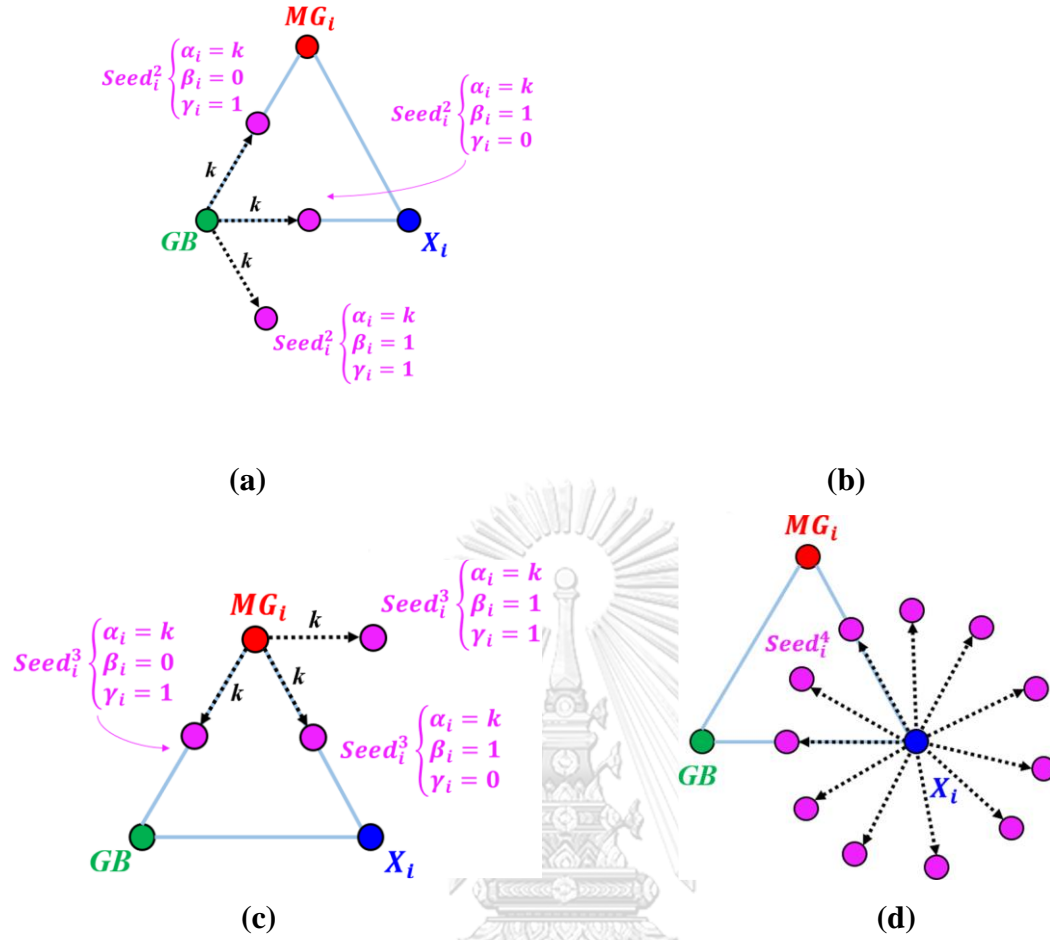 MG_i
Seed_i^2 { α_i = k
β_i = 0
γ_i = 1
Seed_i^2 { α_i = k
β_i = 1
γ_i = 0
k
k
GB
X_i
k
Seed_i^2 { α_i = k
β_i = 1
γ_i = 1
(a)
(b)
MG_i
Seed_i^3 { α_i = k
β_i = 1
γ_i = 1
k
Seed_i^3 { α_i = k
β_i = 0
γ_i = 1
k
k
Seed_i^3 { α_i = k
β_i = 1
γ_i = 0
GB
X_i
(c)
MG_i
Seed_i^4
GB
X_i
(d)